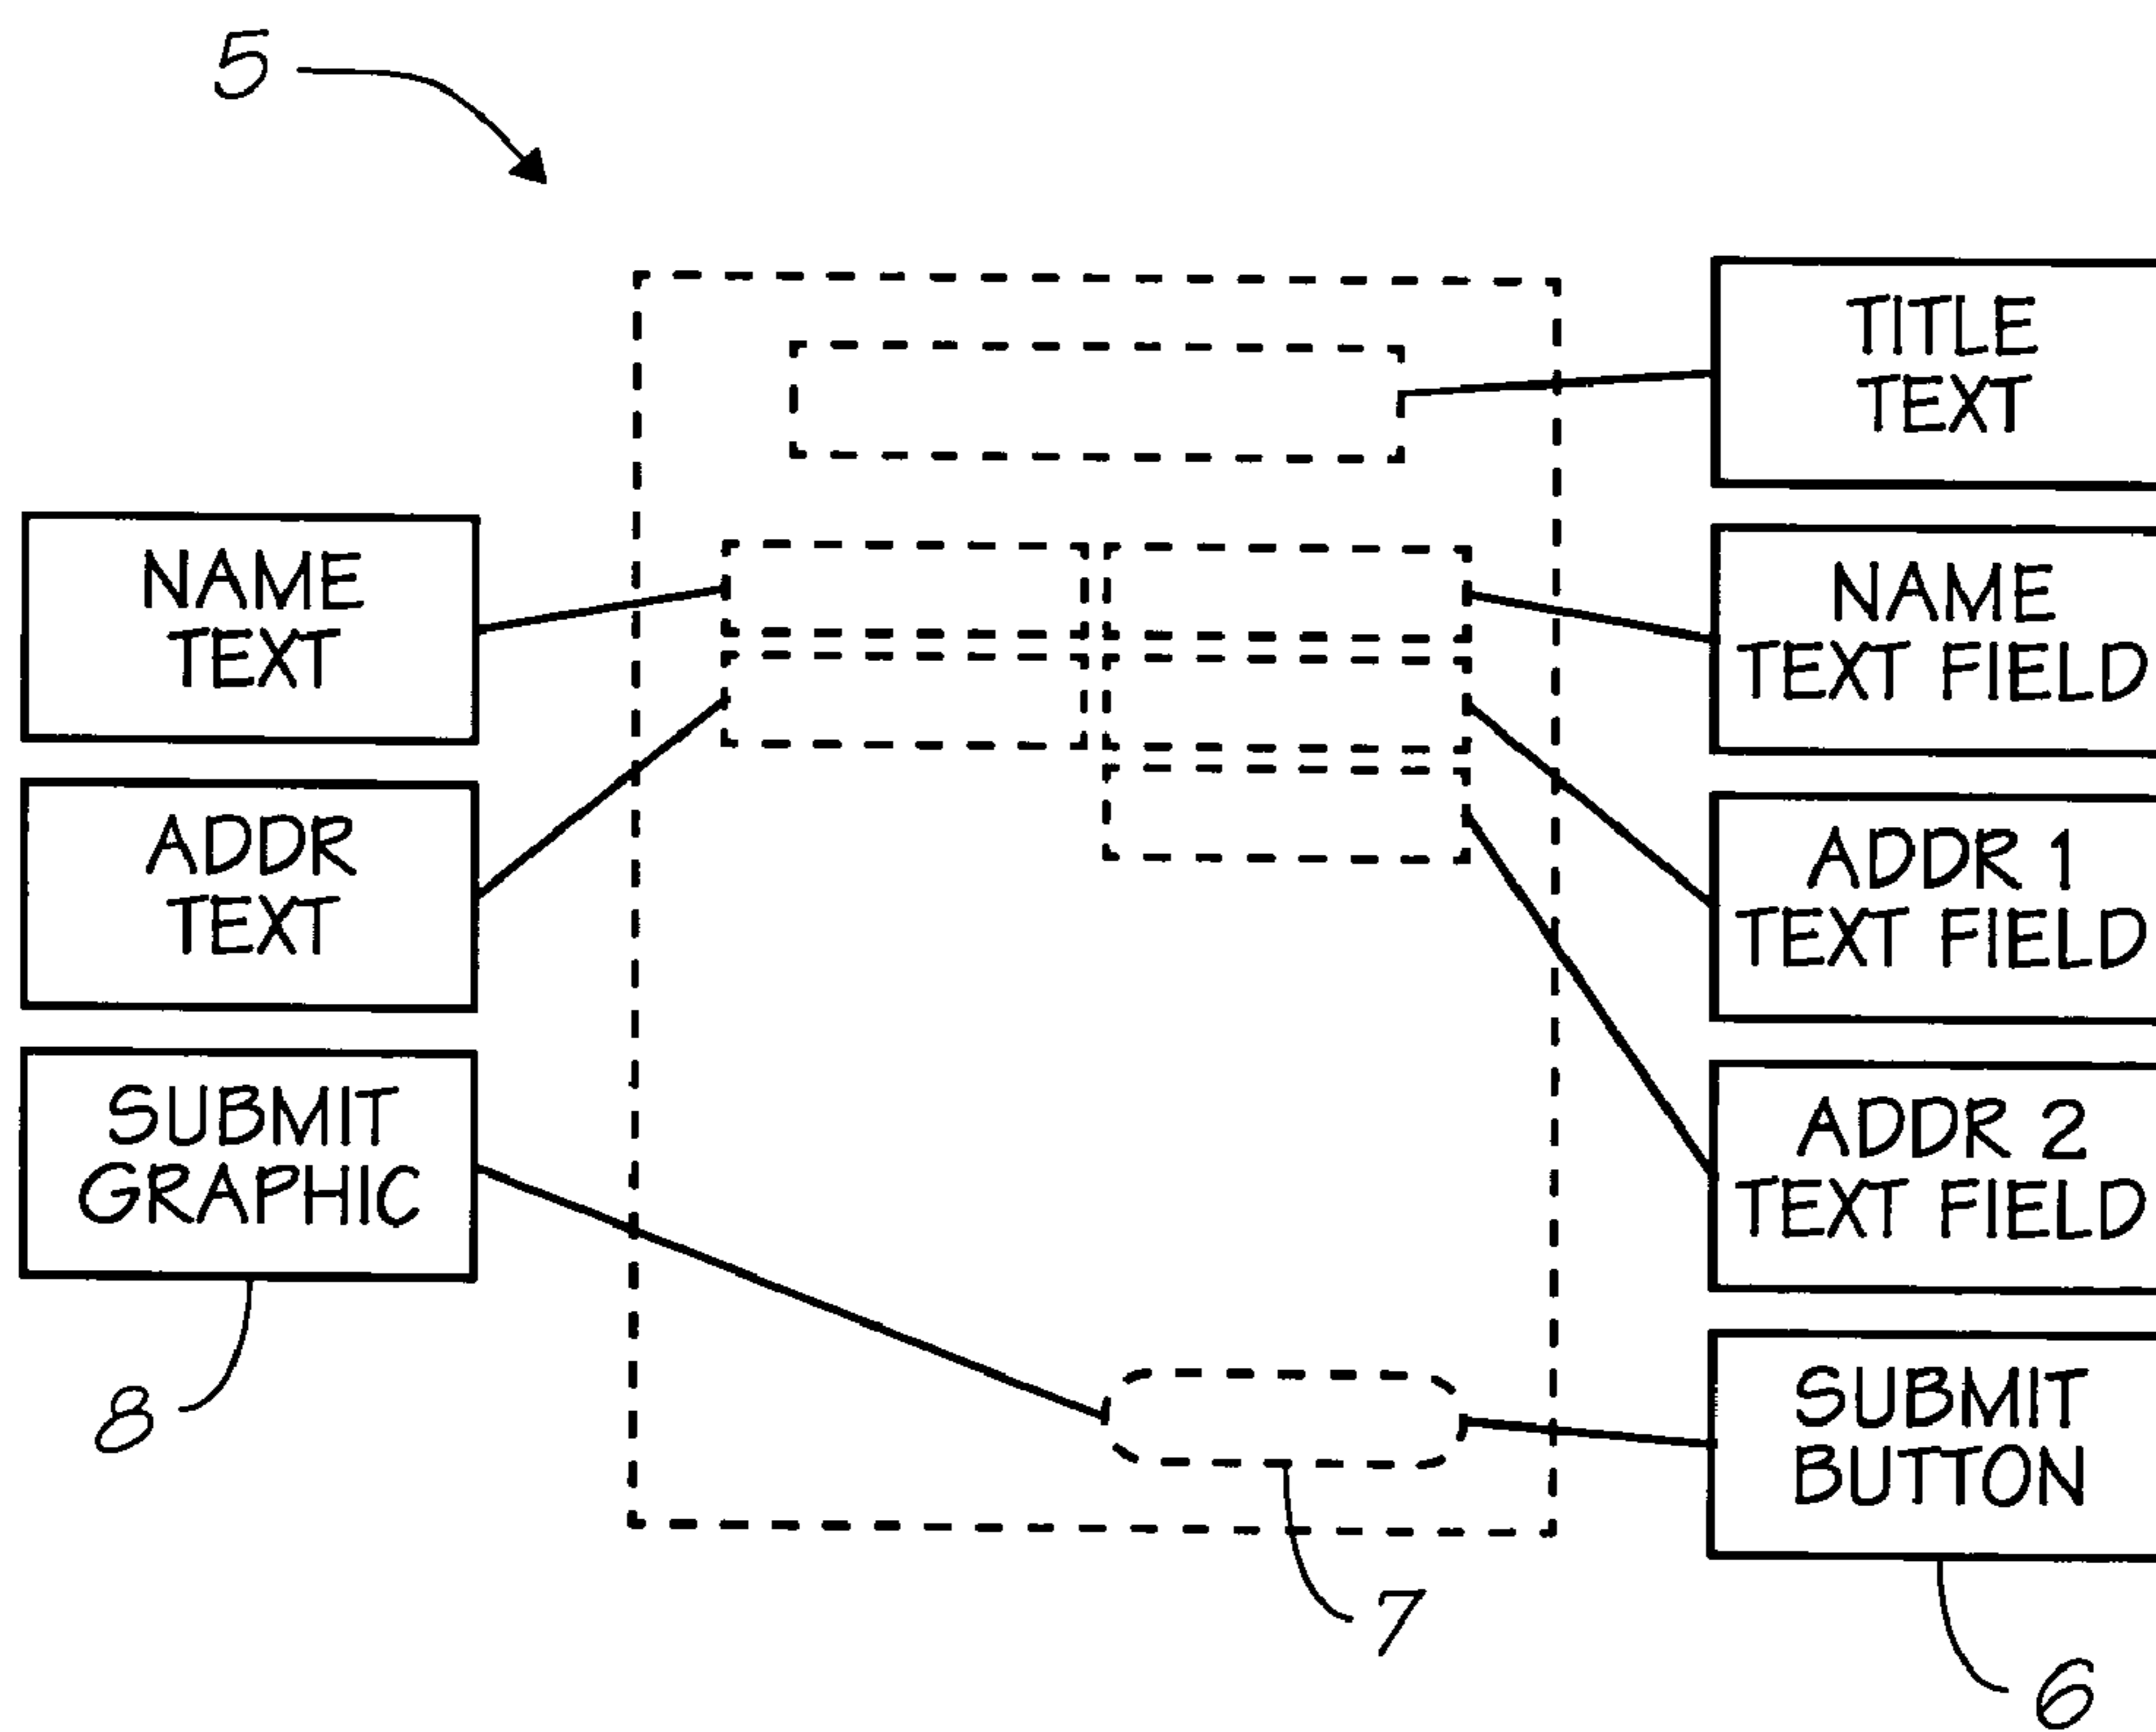 5
TITLE
TEXT
NAME
TEXT
NAME
TEXT FIELD
ADDR
TEXT
ADDR 1
TEXT FIELD
SUBMIT
GRAPHIC
ADDR 2
TEXT FIELD
SUBMIT
BUTTON
8
7
6